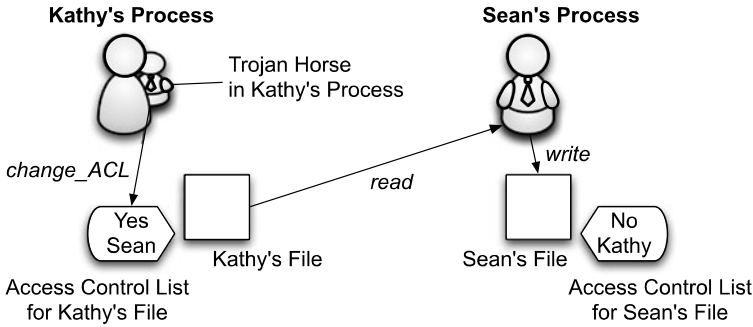 Kathy's Process
Sean's Process
Trojan Horse
in Kathy's Process
change_ACL
read
write
Yes
Sean
Kathy's File
Sean's File
No
Kathy
Access Control List
for Kathy's File
Access Control List
for Sean's File